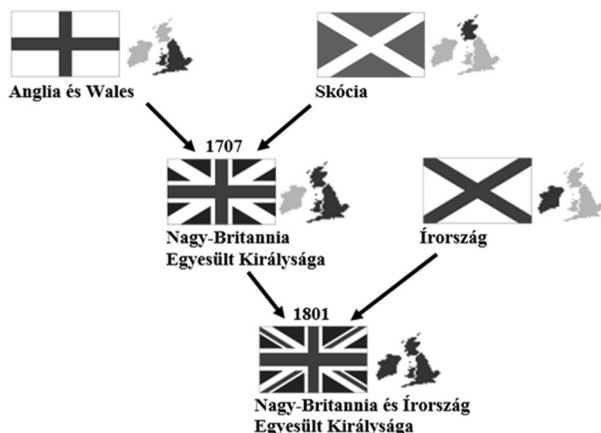 Anglia és Wales
Skócia
1707
Nagy-Britannia
Egyesült Királysága
Írország
1801
Nagy-Britannia és Írország
Egyesült Királysága